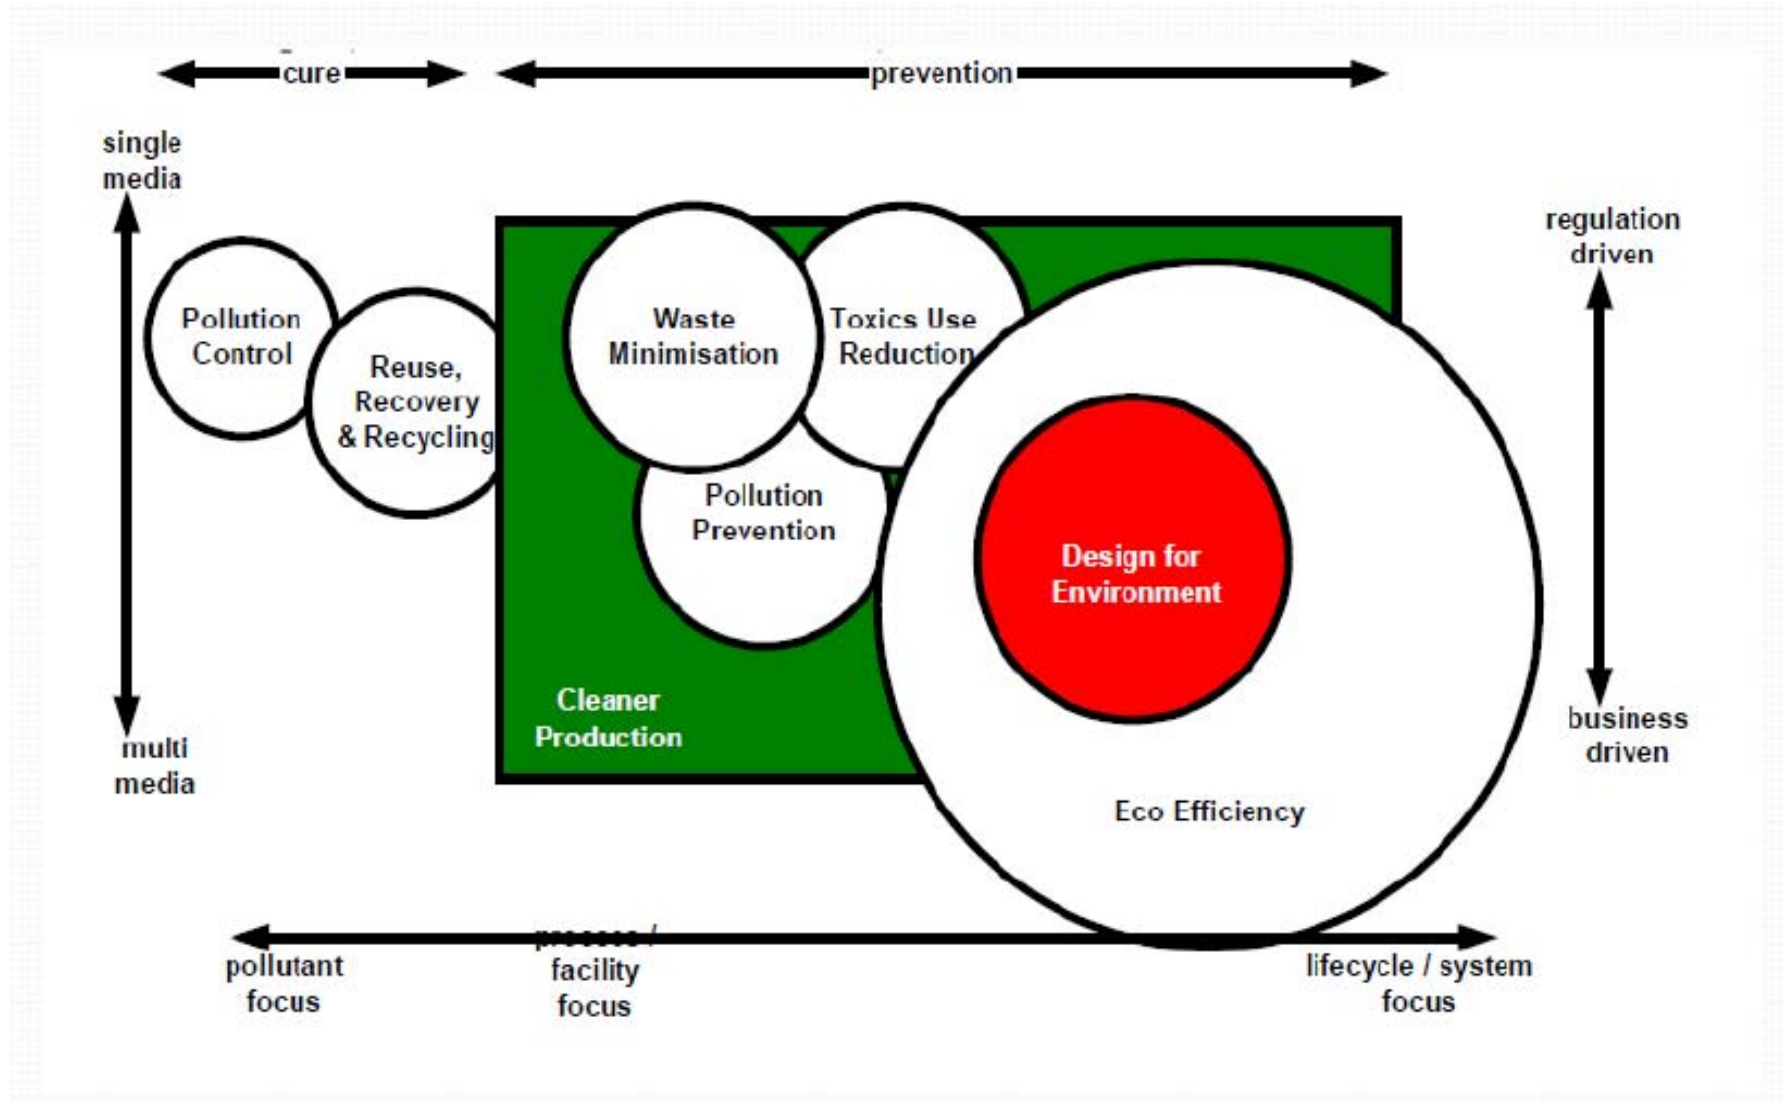 cure
prevention
single
media
regulation
driven
Pollution
Control
Reuse,
Recovery
& Recycling
Waste
Minimisation
Toxics Use
Reduction
Pollution
Prevention
Design for
Environment
Cleaner
Production
Eco Efficiency
multi
media
business
driven
pollutant
focus
process /
facility
focus
lifecycle / system
focus